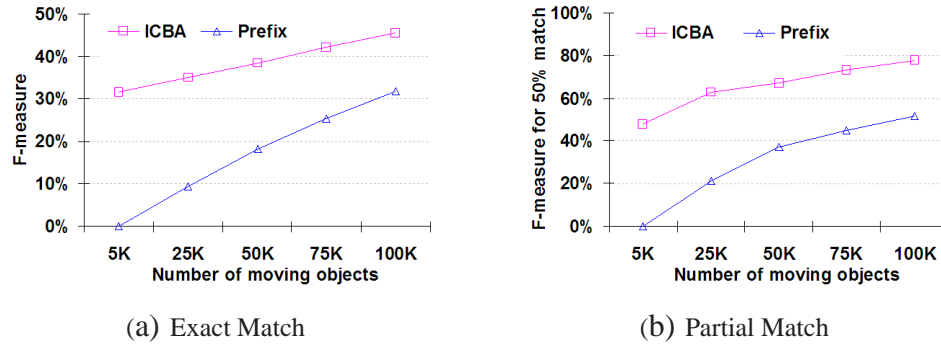 50%
40%
30%
20%
10%
0%
F-measure
ICBA
Prefix
5K 25K 50K 75K 100K
Number of moving objects
(a) Exact Match
100%
80%
60%
40%
20%
0%
F-measure for 50% match
ICBA
Prefix
5K 25K 50K 75K 100K
Number of moving objects
(b) Partial Match